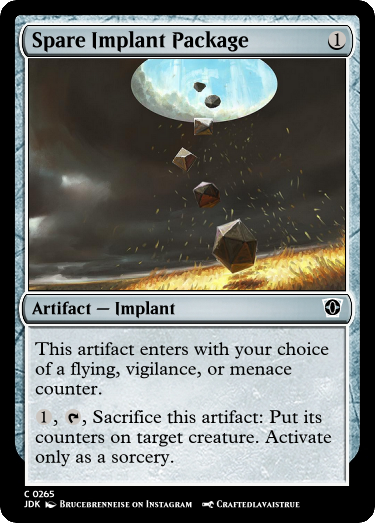 Spare Implant Package 1
Artifact — Implant
This artifact enters with your choice
of a flying, vigilance, or menace
counter.
1, , Sacrifice this artifact: Put its
counters on target creature. Activate
only as a sorcery.
C 0265
JDK Brucebrenneise on Instagram Craftedlavaistrue